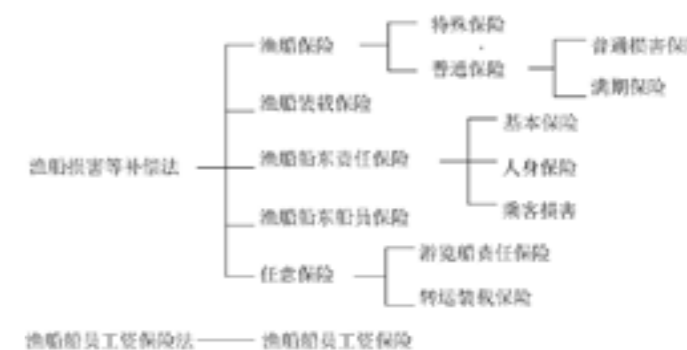 特殊保险
渔船保险
普通损害保险
普通保险
满期保险
渔船装载保险
基本保险
渔船船东责任保险
渔船损害等补偿法
人身保险
乘客损害
渔船船东船员保险
游览船责任保险
任意保险
转运装载保险
渔船船员工资保险法
渔船船员工资保险